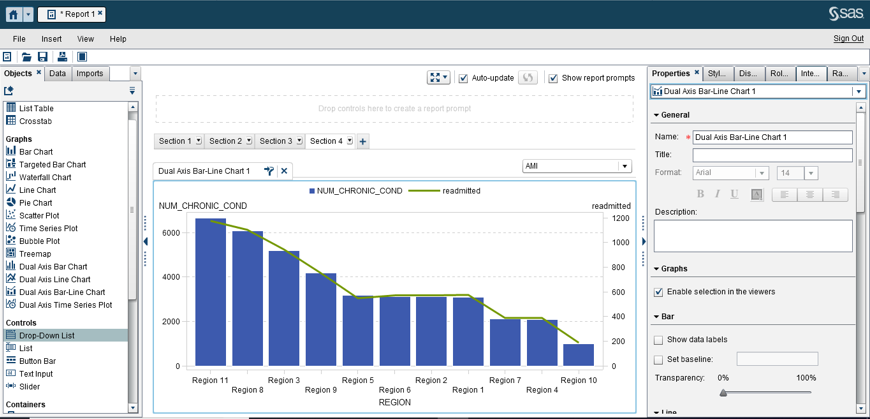 * Report 1
sas
File Insert View Help
Sign Out
Objects Data Imports
List Table
Crosstab
Graphs
Bar Chart
Targeted Bar Chart
Waterfall Chart
Line Chart
Pie Chart
Scatter Plot
Time Series Plot
Bubble Plot
Treemap
Dual Axis Bar Chart
Dual Axis Line Chart
Dual Axis Bar-Line Chart
Dual Axis Time Series Plot
Controls
Drop-Down List
List
Button Bar
Text Input
Slider
Containers
Auto-update
Show report prompts
Drop controls here to create a report prompt
Section 1 Section 2 Section 3 Section 4
Dual Axis Bar-Line Chart 1
AMI
NUM_CHRONIC_COND readmitted
NUM_CHRONIC_COND readmitted
1200
6000
1000
800
4000
600
400
2000
200
0 0
Region 11 Region 3 Region 5 Region 2 Region 7 Region 10
Region 8 Region 9 Region 6 Region 1 Region 4
REGION
Properties Styl... Dis... Rol... Inte... Ra...
Dual Axis Bar-Line Chart 1
General
Name: * Dual Axis Bar-Line Chart 1
Title:
Format: Arial 14
B I U A
Description:
Graphs
Enable selection in the viewers
Bar
Show data labels
Set baseline:
Transparency: 0% 100%
Line